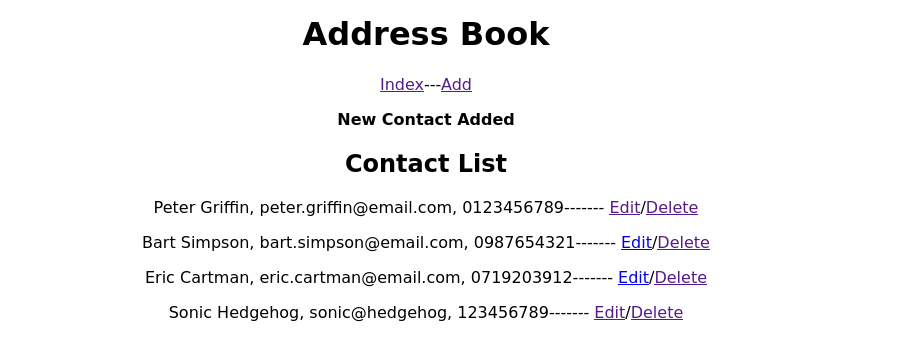 Address Book
Index---Add
New Contact Added
Contact List
Peter Griffin, peter.griffin@email.com, 0123456789------- Edit/Delete
Bart Simpson, bart.simpson@email.com, 0987654321------- Edit/Delete
Eric Cartman, eric.cartman@email.com, 0719203912------- Edit/Delete
Sonic Hedgehog, sonic@hedgehog, 123456789------- Edit/Delete